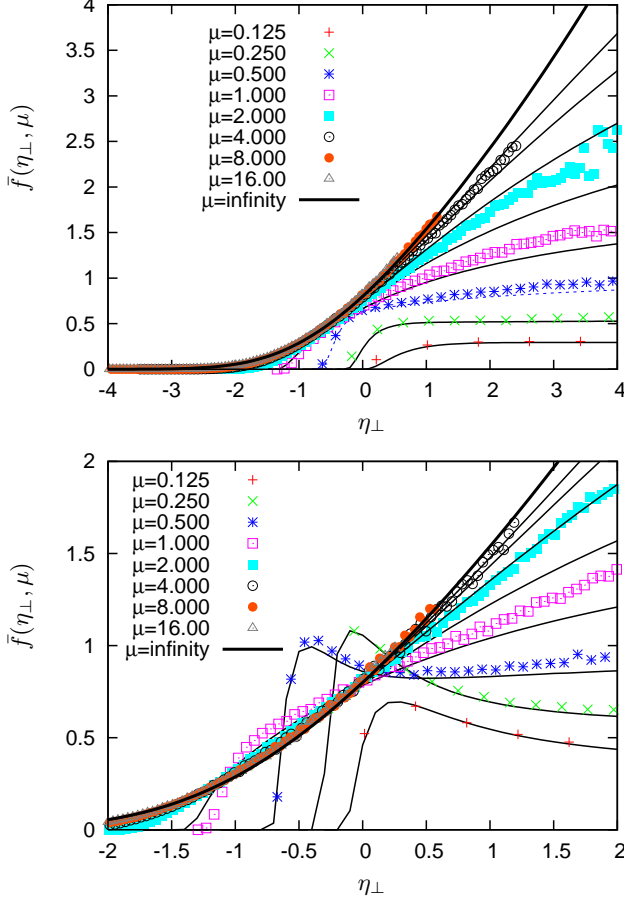 4
3.5
3
2.5
2
1.5
1
0.5
0
f̄(η⊥, μ)
μ=0.125
μ=0.250
μ=0.500
μ=1.000
μ=2.000
μ=4.000
μ=8.000
μ=16.00
μ=infinity
-4 -3 -2 -1 0 1 2 3 4
η⊥
2
1.5
1
0.5
0
f̄(η⊥, μ)
μ=0.125
μ=0.250
μ=0.500
μ=1.000
μ=2.000
μ=4.000
μ=8.000
μ=16.00
μ=infinity
-2 -1.5 -1 -0.5 0 0.5 1 1.5 2
η⊥